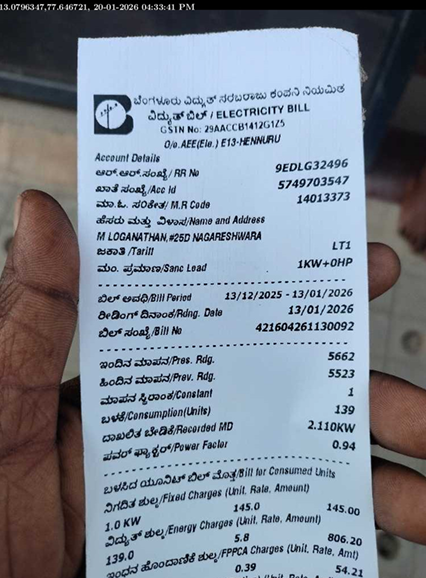 13.0796347,77.646721, 20-01-2026 04:33:41 PM
ಬೆಂಗಳೂರು ವಿದ್ಯುತ್ ಸರಬರಾಜು ಕಂಪನಿ ನಿಯಮಿತ
ವಿದ್ಯುತ್ ಬಿಲ್ / ELECTRICITY BILL
GSTN No: 29AACCB1412G1Z5
O/o.AEE(Ele.) E13-HENNURU
Account Details
ಆರ್.ಆರ್.ಸಂಖ್ಯೆ/ RR No 9EDLG32496
ಖಾತೆ ಸಂಖ್ಯೆ/Acc Id 5749703547
ಮಾ.ಓ. ಸಂಕೇತ/ M.R Code 14013373
ಹೆಸರು ಮತ್ತು ವಿಳಾಸ/Name and Address
M LOGANATHAN,#25D NAGARESHWARA
ಜಕಾತಿ /Tariff LT1
ಮಂ. ಪ್ರಮಾಣ/Sanc Load 1KW+0HP
ಬಿಲ್ ಅವಧಿ/Bill Period 13/12/2025 - 13/01/2026
ರೀಡಿಂಗ್ ದಿನಾಂಕ/Rdng. Date 13/01/2026
ಬಿಲ್ ಸಂಖ್ಯೆ/Bill No 421604261130092
ಇಂದಿನ ಮಾಪನ/Pres. Rdg. 5662
ಹಿಂದಿನ ಮಾಪನ/Prev. Rdg. 5523
ಮಾಪನ ಸ್ಥಿರಾಂಕ/Constant 1
ಬಳಕೆ/Consumption(Units) 139
ದಾಖಲಿತ ಬೇಡಿಕೆ/Recorded MD 2.110KW
ಪವರ್ ಫ್ಯಾಕ್ಟರ್/Power Factor 0.94
ಬಳಸಿದ ಯೂನಿಟ್ ಬಿಲ್ ಮೊತ್ತ/Bill for Consumed Units
ನಿಗದಿತ ಶುಲ್ಕ/Fixed Charges (Unit, Rate, Amount)
1.0 KW 145.0 145.00
ವಿದ್ಯುತ್ ಶುಲ್ಕ/Energy Charges (Unit, Rate, Amount)
139.0 5.8 806.20
ಇಂಧನ ಹೊಂದಾಣಿಕೆ ಶುಲ್ಕ/FPPCA Charges (Unit, Rate, Amt)
0.39 54.21